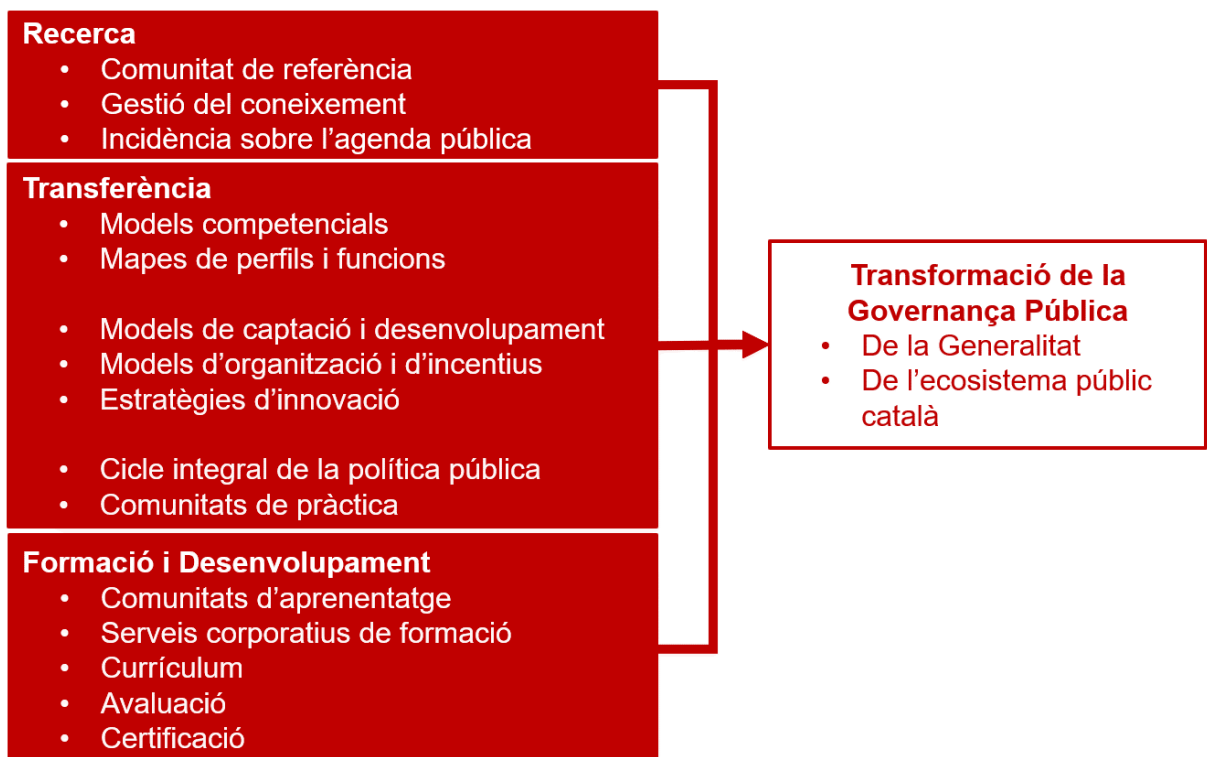 Recerca
• Comunitat de referència
• Gestió del coneixement
• Incidència sobre l'agenda pública
Transferència
• Models competencials
• Mapes de perfils i funcions
• Models de captació i desenvolupament
• Models d'organització i d'incentius
• Estratègies d'innovació
• Cicle integral de la política pública
• Comunitats de pràctica
Formació i Desenvolupament
• Comunitats d'aprenentatge
• Serveis corporatius de formació
• Currículum
• Avaluació
• Certificació
Transformació de la
Governança Pública
• De la Generalitat
• De l'ecosistema públic
català